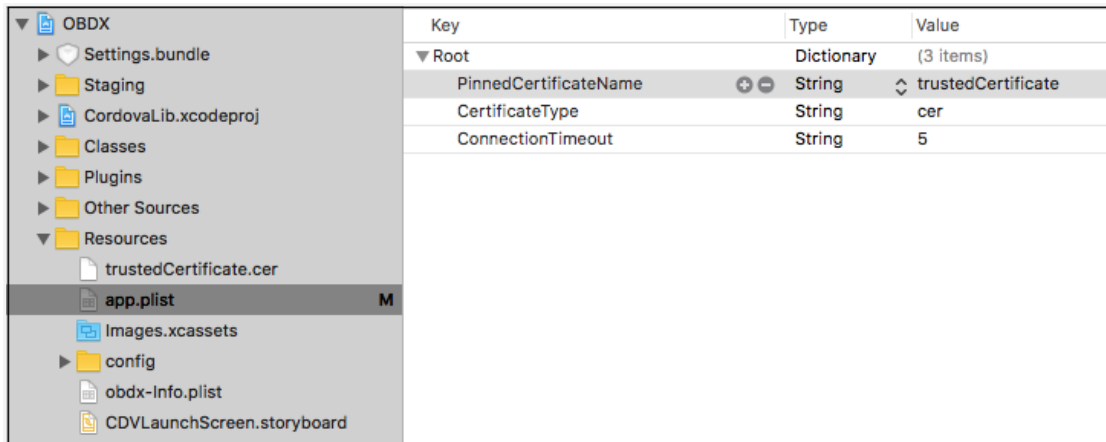 OBDX
Settings.bundle
Staging
CordovaLib.xcodeproj
Classes
Plugins
Other Sources
Resources
trustedCertificate.cer
app.plist M
Images.xcassets
config
obdx-Info.plist
CDVLaunchScreen.storyboard
Key Type Value
Root Dictionary (3 items)
PinnedCertificateName String trustedCertificate
CertificateType String cer
ConnectionTimeout String 5